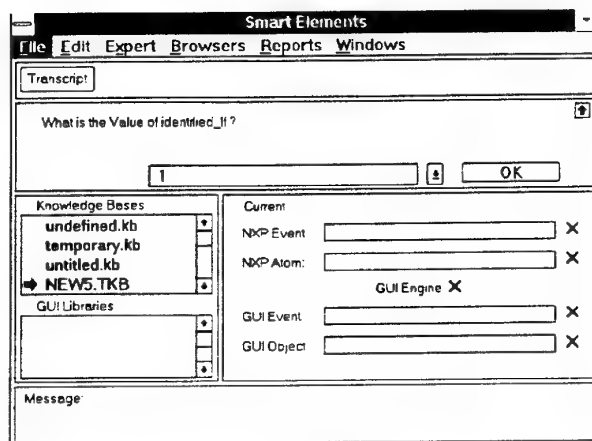 Smart Elements
File Edit Expert Browsers Reports Windows
Transcript
What is the Value of identified_If ?
1
OK
Knowledge Bases
undefined.kb
temporary.kb
untitled.kb
NEW5.TKB
GUI Libraries
Current
NXP Event
NXP Atom:
GUI Engine
GUI Event
GUI Object
Message